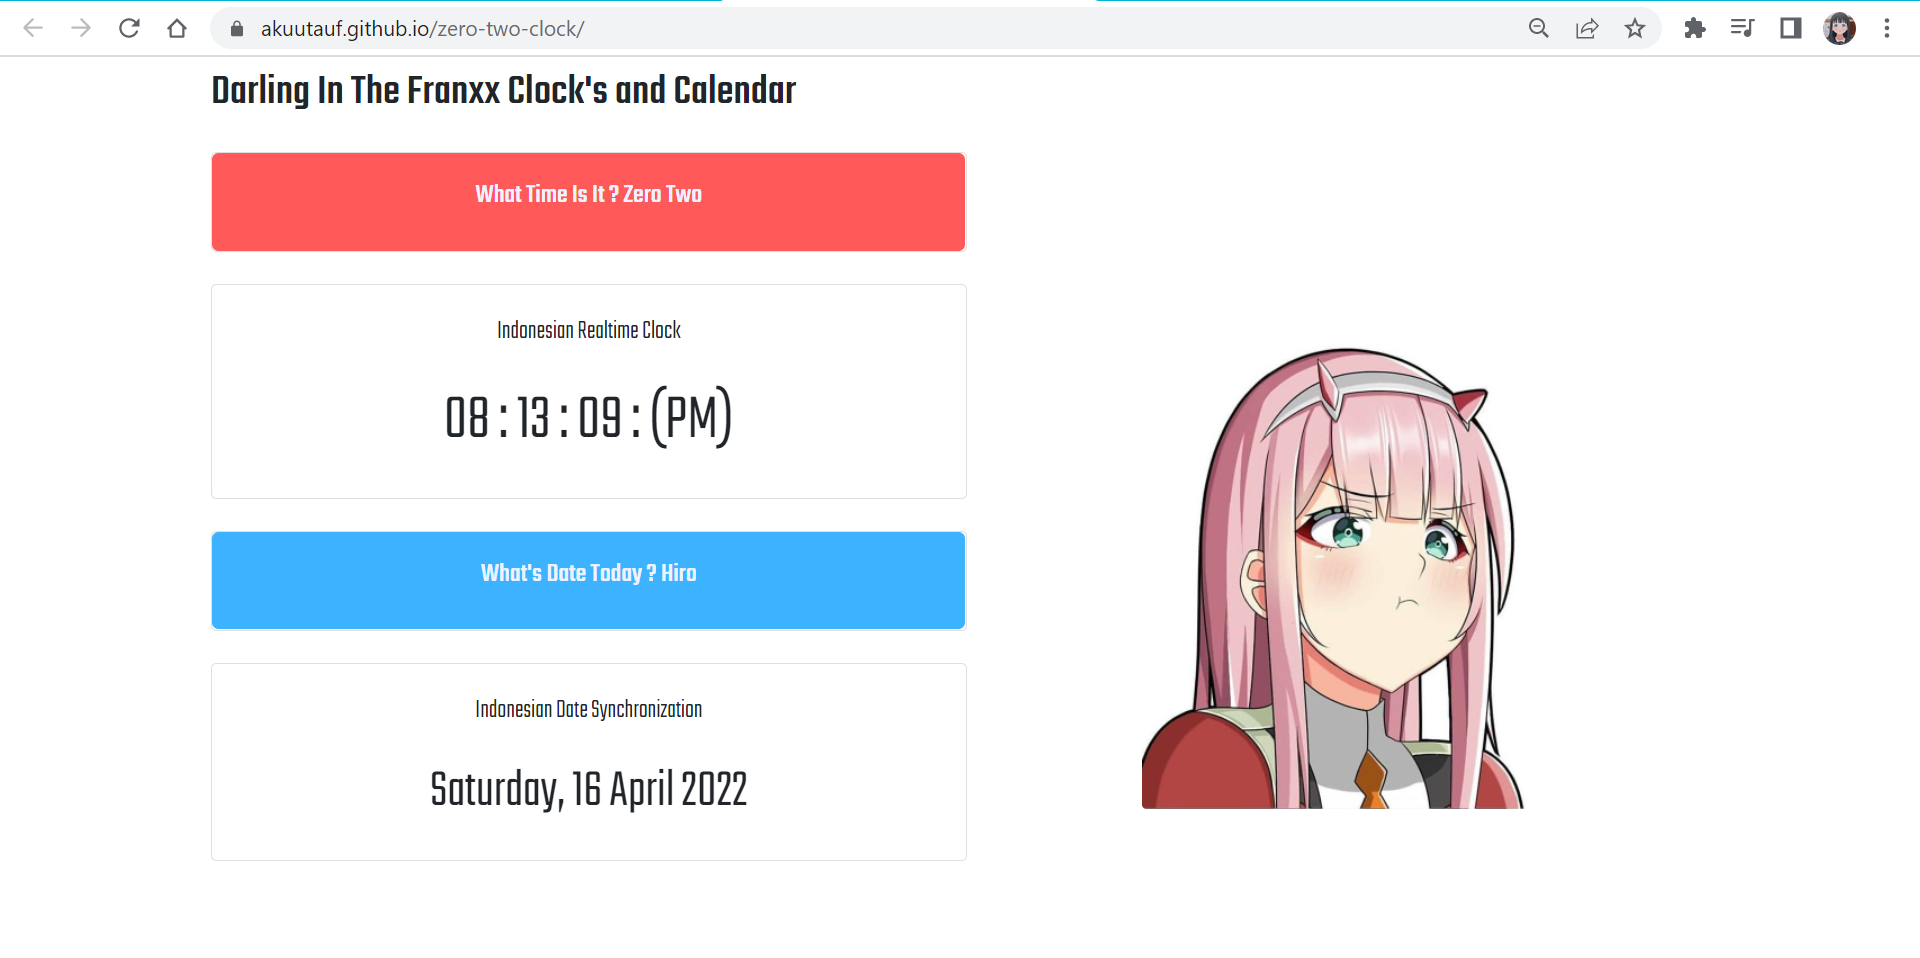 akuutauf.github.io/zero-two-clock/
Darling In The Franxx Clock's and Calendar
What Time Is It ? Zero Two
Indonesian Realtime Clock
08 : 13 : 09 : (PM)
What's Date Today ? Hiro
Indonesian Date Synchronization
Saturday, 16 April 2022